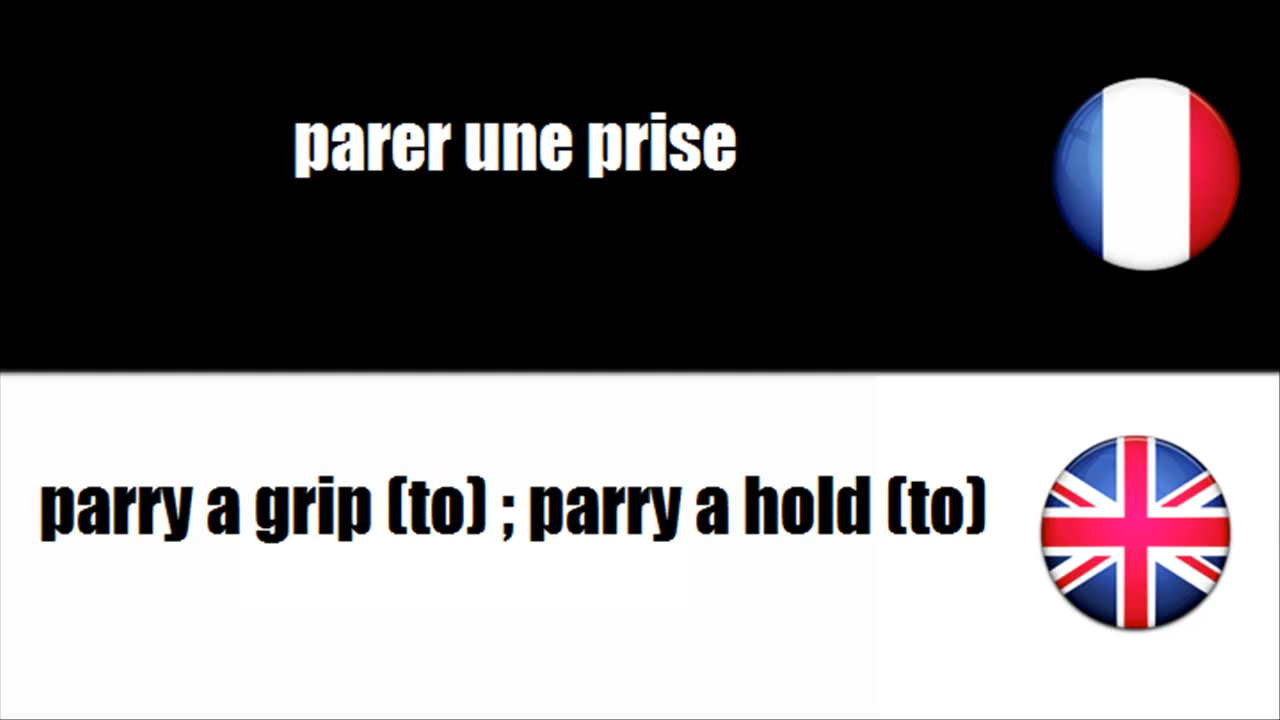 parer une prise
parry a grip (to) ; parry a hold (to)